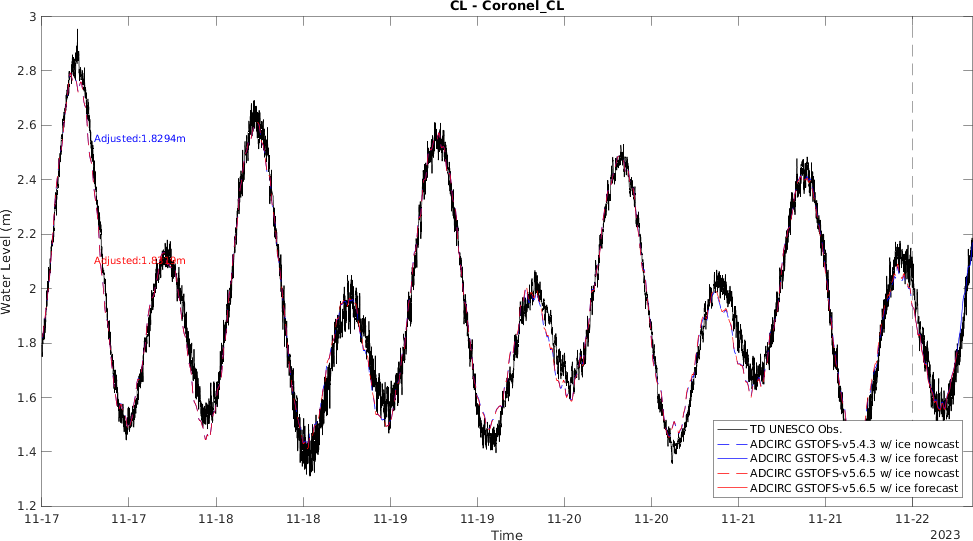 CL - Coronel_CL
3
2.8
2.6
2.4
2.2
2
1.8
1.6
1.4
1.2
Water Level (m)
Adjusted:1.8294m
TD UNESCO Obs.
ADCIRC GSTOFS-v5.4.3 w/ ice nowcast
ADCIRC GSTOFS-v5.4.3 w/ ice forecast
ADCIRC GSTOFS-v5.6.5 w/ ice nowcast
ADCIRC GSTOFS-v5.6.5 w/ ice forecast
11-17 11-17 11-18 11-18 11-19 11-19 11-20 11-20 11-21 11-21 11-22
Time
2023